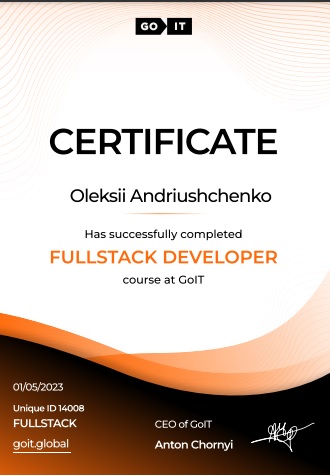 GO IT
CERTIFICATE
Oleksii Andriushchenko
Has successfully completed
FULLSTACK DEVELOPER
course at GoIT
01/05/2023
Unique ID 14008
FULLSTACK
goit.global
CEO of GoIT
Anton Chornyi